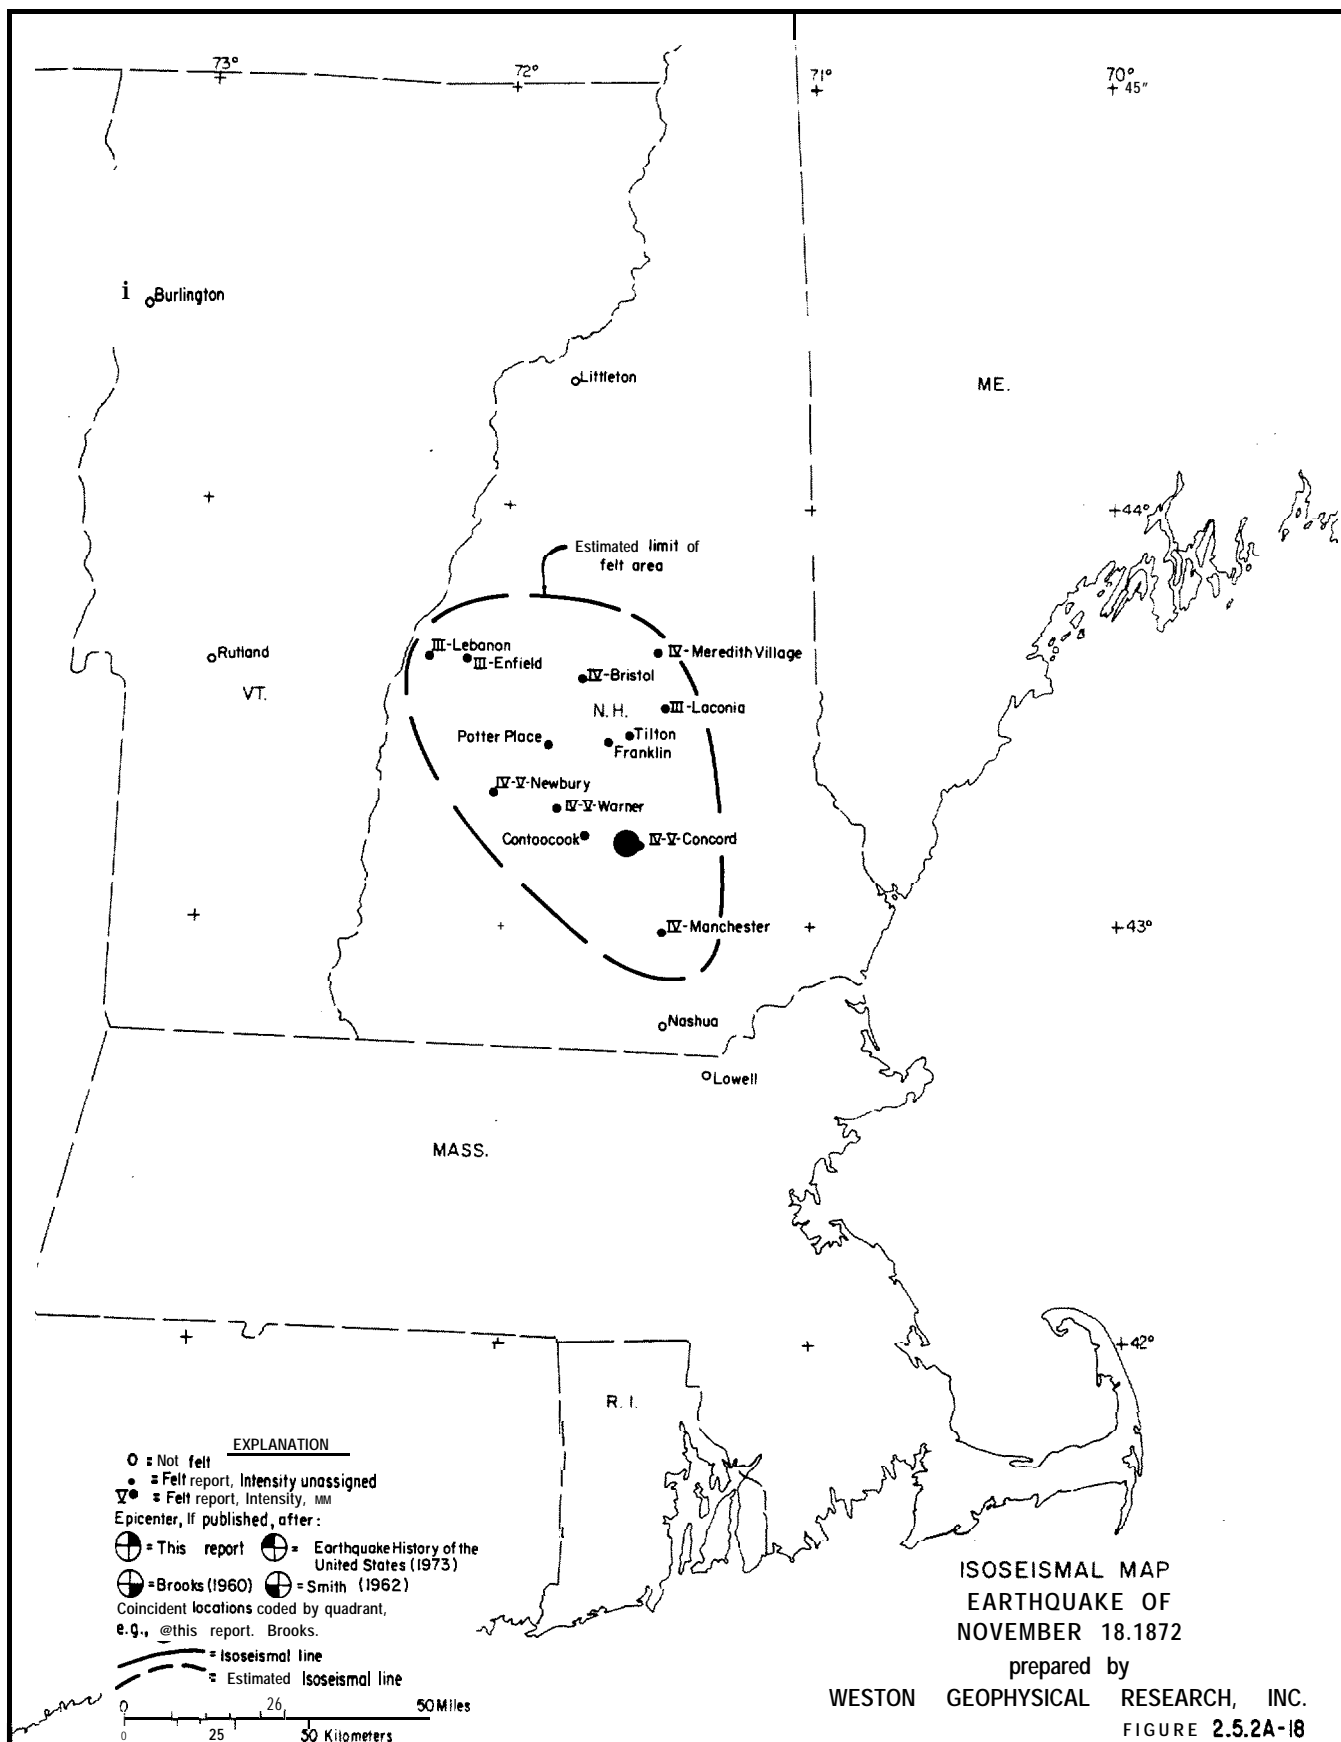 73°
72°
71°
70°
45"
i
Burlington
Littleton
ME.
44°
Estimated limit of
felt area
III-Lebanon
III-Enfield
IV-Meredith Village
Rutland
IV-Bristol
VT.
N.H.
III-Laconia
Potter Place
Tilton
Franklin
IV-V-Newbury
IV-V-Warner
Contoocook
IV-V-Concord
IV-Manchester
43°
Nashua
Lowell
MASS.
42°
R.I.
EXPLANATION
O = Not felt
• = Felt report, Intensity unassigned
V• = Felt report, Intensity, MM
Epicenter, If published, after:
= This report = Earthquake History of the
United States (1973)
= Brooks (1960) = Smith (1962)
Coincident locations coded by quadrant,
e.g., @this report. Brooks.
= Isoseismal line
= Estimated Isoseismal line
0 26 50 Miles
0 25 50 Kilometers
ISOSEISMAL MAP
EARTHQUAKE OF
NOVEMBER 18.1872
prepared by
WESTON GEOPHYSICAL RESEARCH, INC.
FIGURE 2.5.2A-18